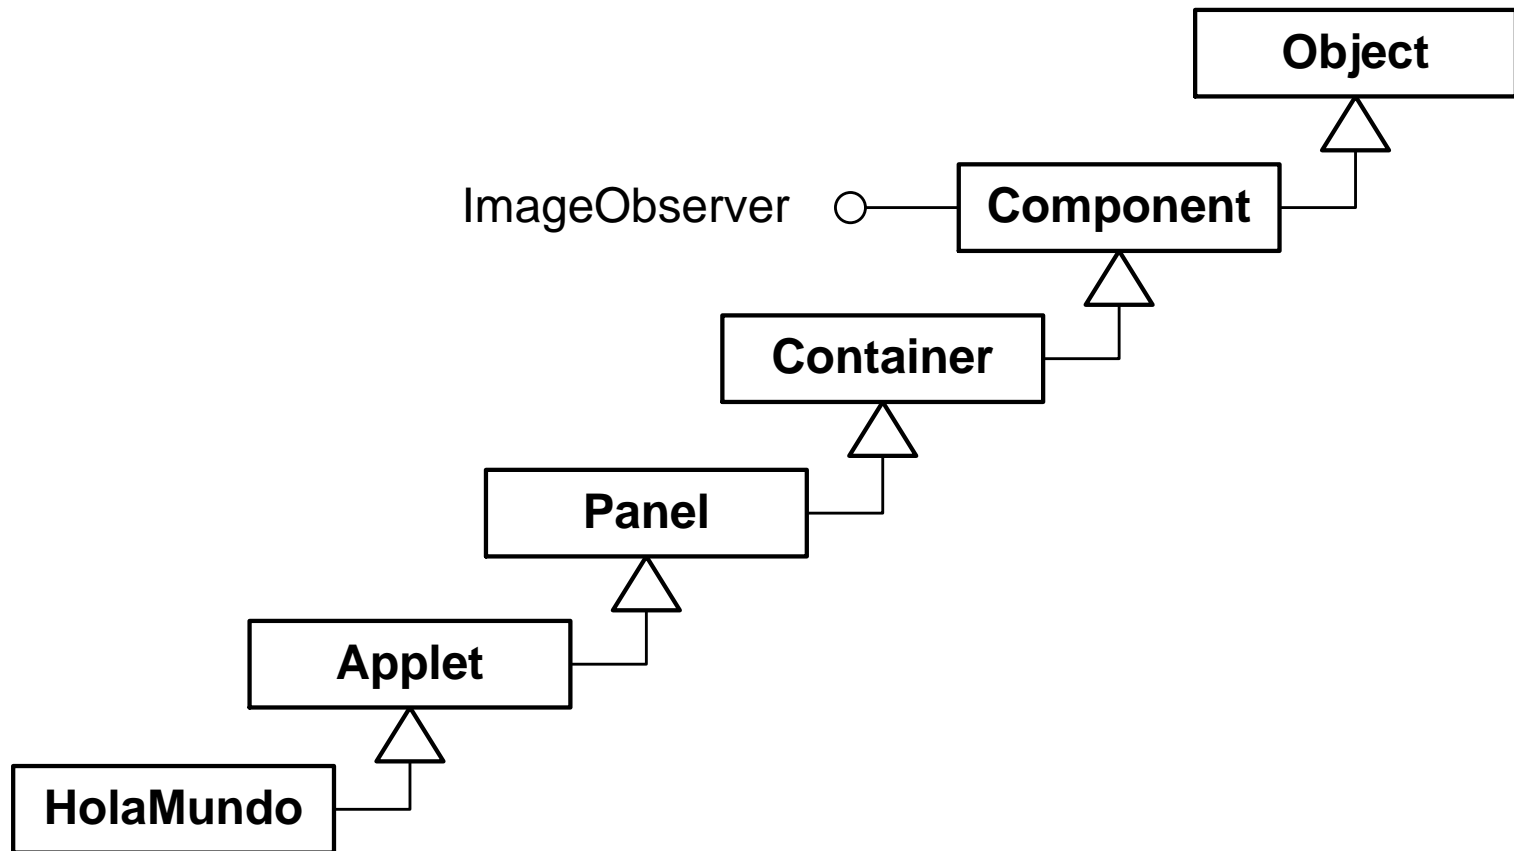 Object
ImageObserver
Component
Container
Panel
Applet
HolaMundo